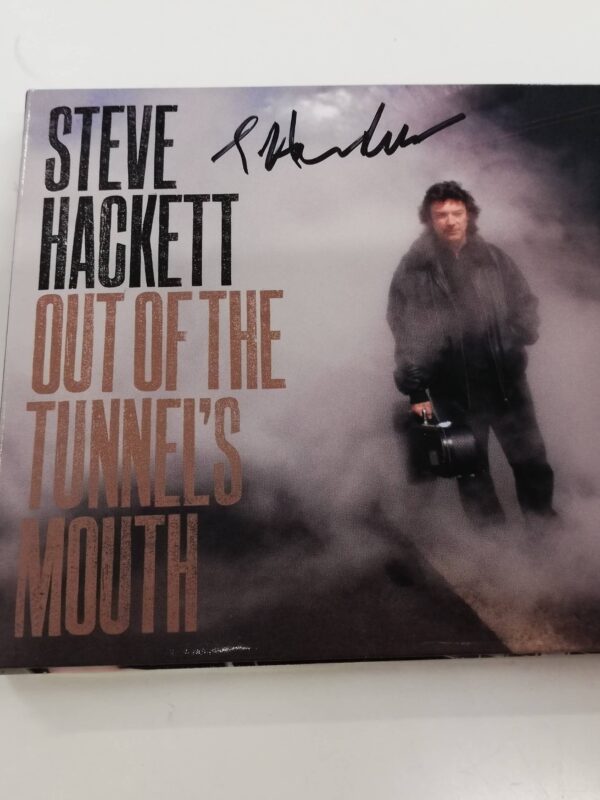 STEVE
HACKETT
OUT OF THE
TUNNEL'S
MOUTH